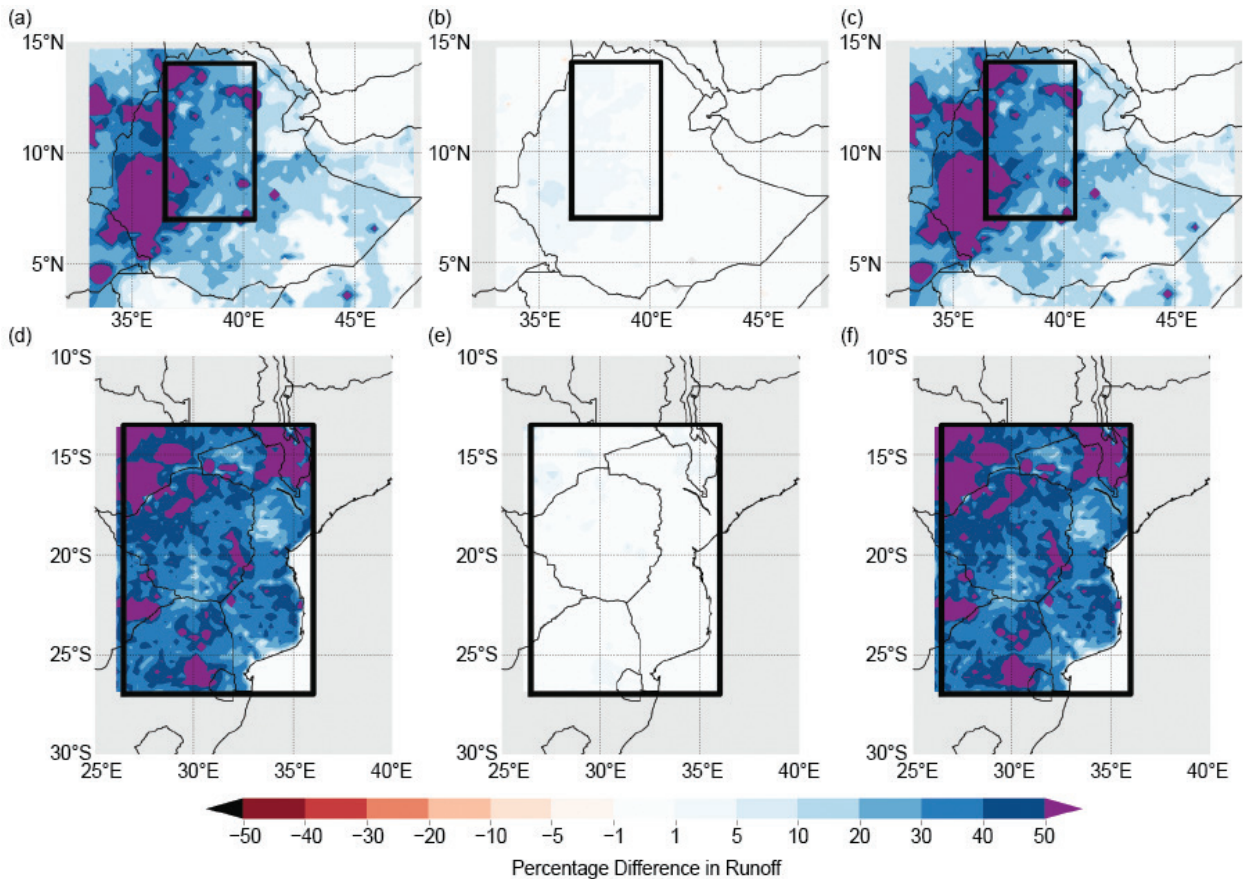 (a) (b) (c)
15°N 15°N 15°N
10°N 10°N 10°N
5°N 5°N 5°N
35°E 40°E 45°E 35°E 40°E 45°E 35°E 40°E 45°E
(d) (e) (f)
10°S 10°S 10°S
15°S 15°S 15°S
20°S 20°S 20°S
25°S 25°S 25°S
30°S 30°S 30°S
25°E 30°E 35°E 40°E 25°E 30°E 35°E 40°E 25°E 30°E 35°E 40°E
−50 −40 −30 −20 −10 −5 −1 1 5 10 20 30 40 50
Percentage Difference in Runoff